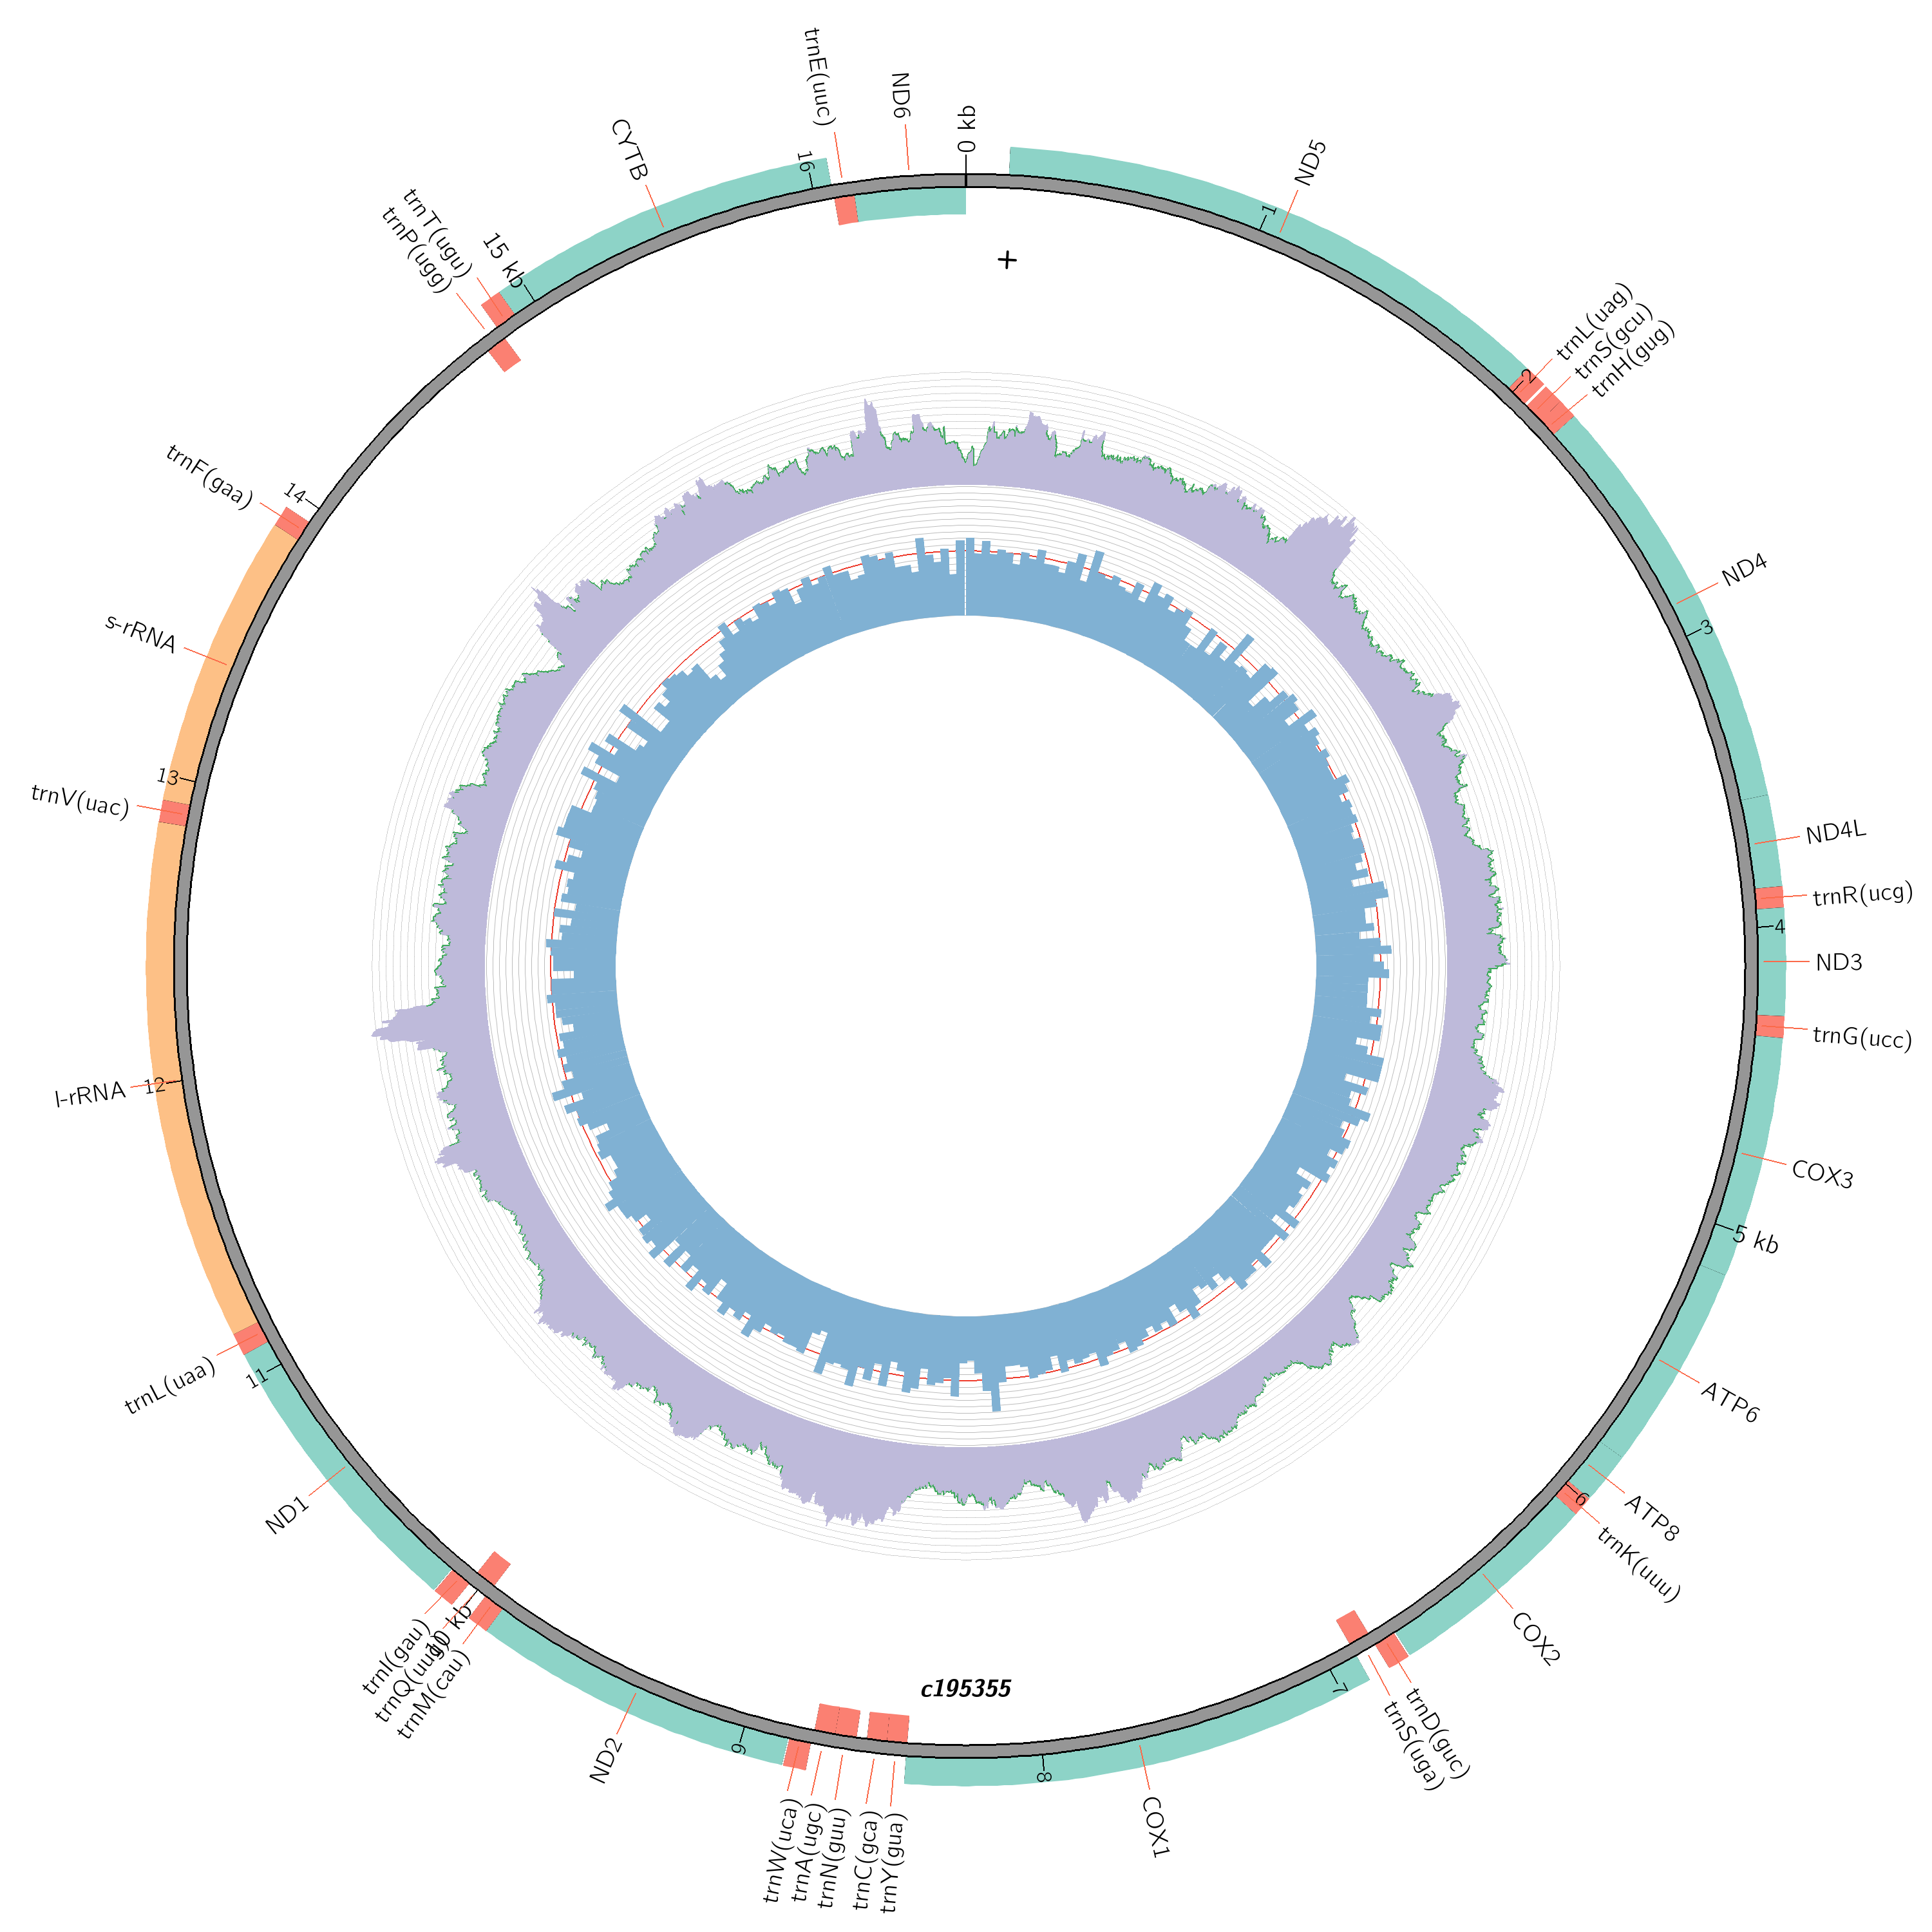 0 kb
ND5
1
trnL(uag)
2
trnS(gcu)
trnH(gug)
ND4
3
ND4L
trnR(ucg)
4
ND3
trnG(ucc)
COX3
5 kb
ATP6
ATP8
6
trnK(uuu)
COX2
trnD(guc)
trnS(uga)
7
COX1
8
trnY(gua)
trnC(gca)
trnN(guu)
trnA(ugc)
trnW(uca)
9
ND2
trnM(cau)
10 kb
trnQ(uug)
trnI(gau)
ND1
11
trnL(uaa)
l-rRNA
12
trnV(uac)
13
s-rRNA
trnF(gaa)
14
trnP(ugg)
trnT(ugu)
15 kb
CYTB
16
trnE(uuc)
ND6
+
c195355